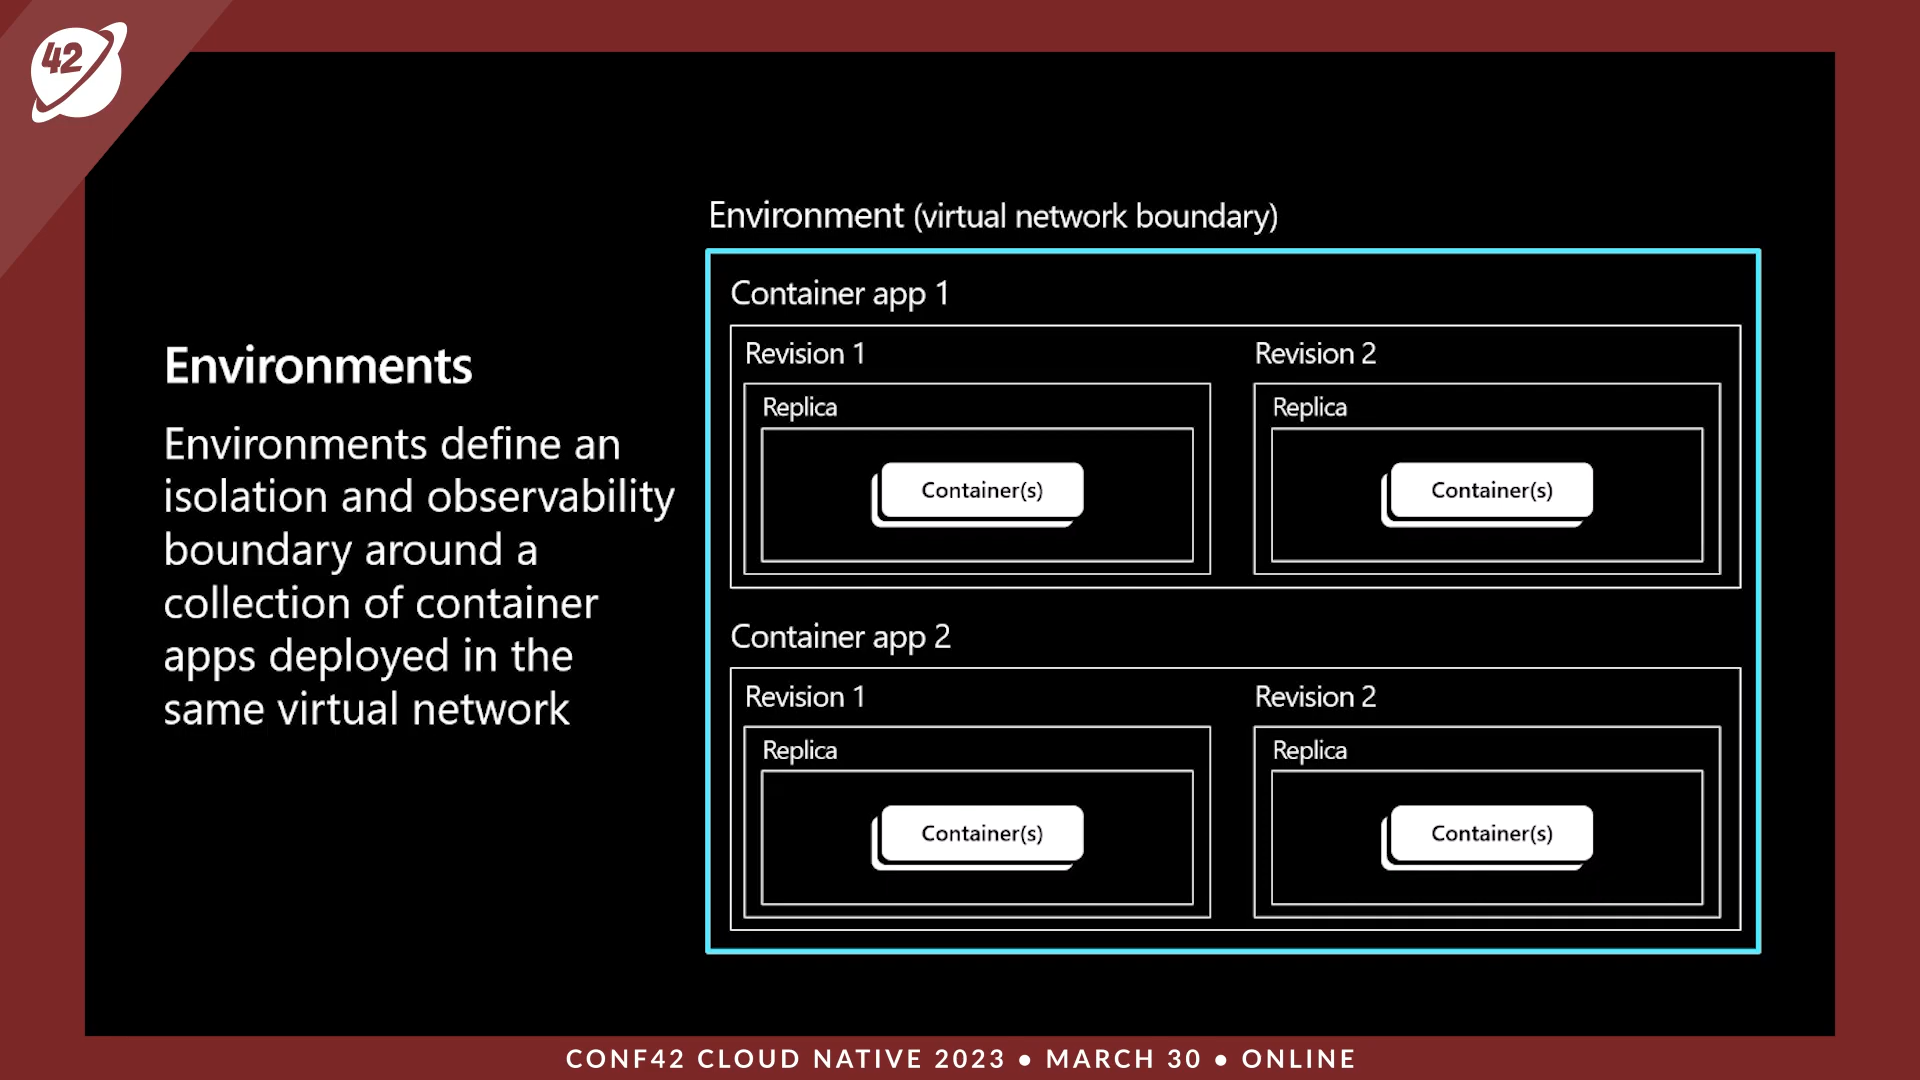 42
Environments
Environments define an
isolation and observability
boundary around a
collection of container
apps deployed in the
same virtual network
Environment (virtual network boundary)
Container app 1
Revision 1
Replica
Container(s)
Revision 2
Replica
Container(s)
Container app 2
Revision 1
Replica
Container(s)
Revision 2
Replica
Container(s)
CONF42 CLOUD NATIVE 2023 ● MARCH 30 ● ONLINE